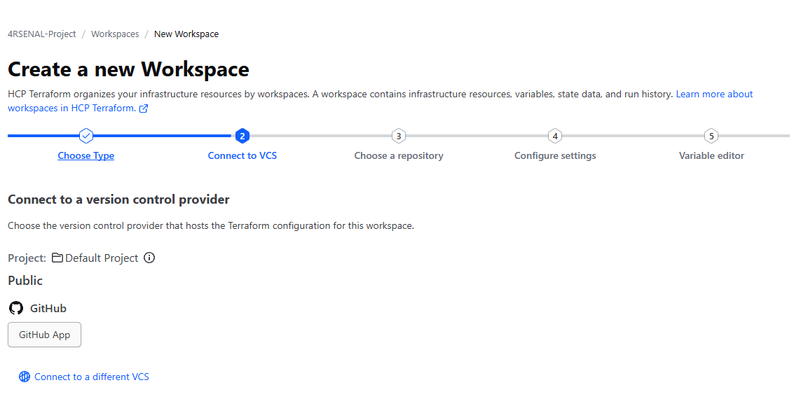 4RSENAL-Project / Workspaces / New Workspace
Create a new Workspace
HCP Terraform organizes your infrastructure resources by workspaces. A workspace contains infrastructure resources, variables, state data, and run history. Learn more about
workspaces in HCP Terraform.
2 3 4 5
Choose Type Connect to VCS Choose a repository Configure settings Variable editor
Connect to a version control provider
Choose the version control provider that hosts the Terraform configuration for this workspace.
Project: Default Project
Public
GitHub
GitHub App
Connect to a different VCS